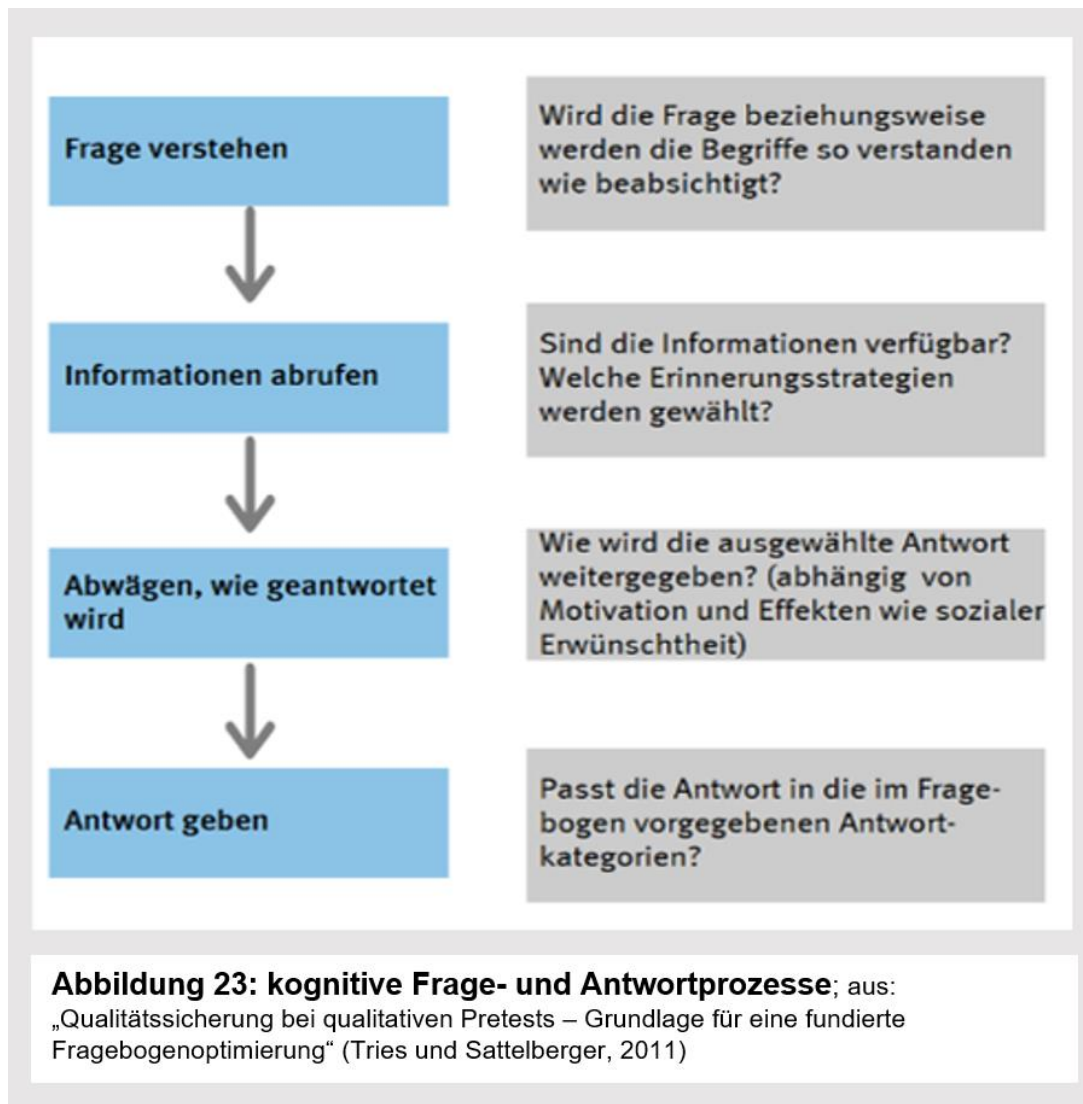 Frage verstehen
Wird die Frage beziehungsweise
werden die Begriffe so verstanden
wie beabsichtigt?
Informationen abrufen
Sind die Informationen verfügbar?
Welche Erinnerungsstrategien
werden gewählt?
Abwägen, wie geantwortet
wird
Wie wird die ausgewählte Antwort
weitergegeben? (abhängig von
Motivation und Effekten wie sozialer
Erwünschtheit)
Antwort geben
Passt die Antwort in die im Frage-
bogen vorgegebenen Antwort-
kategorien?
Abbildung 23: kognitive Frage- und Antwortprozesse; aus:
„Qualitätssicherung bei qualitativen Pretests – Grundlage für eine fundierte
Fragebogenoptimierung“ (Tries und Sattelberger, 2011)